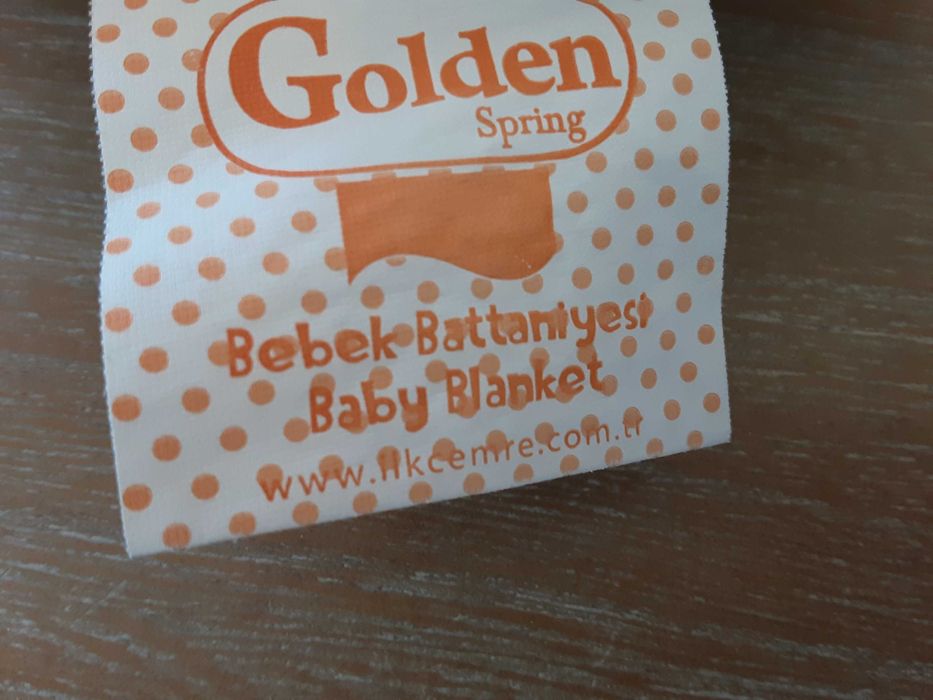 Golden
Spring
Bebek Battaniyesi
Baby Blanket
www.ilkcemre.com.tr